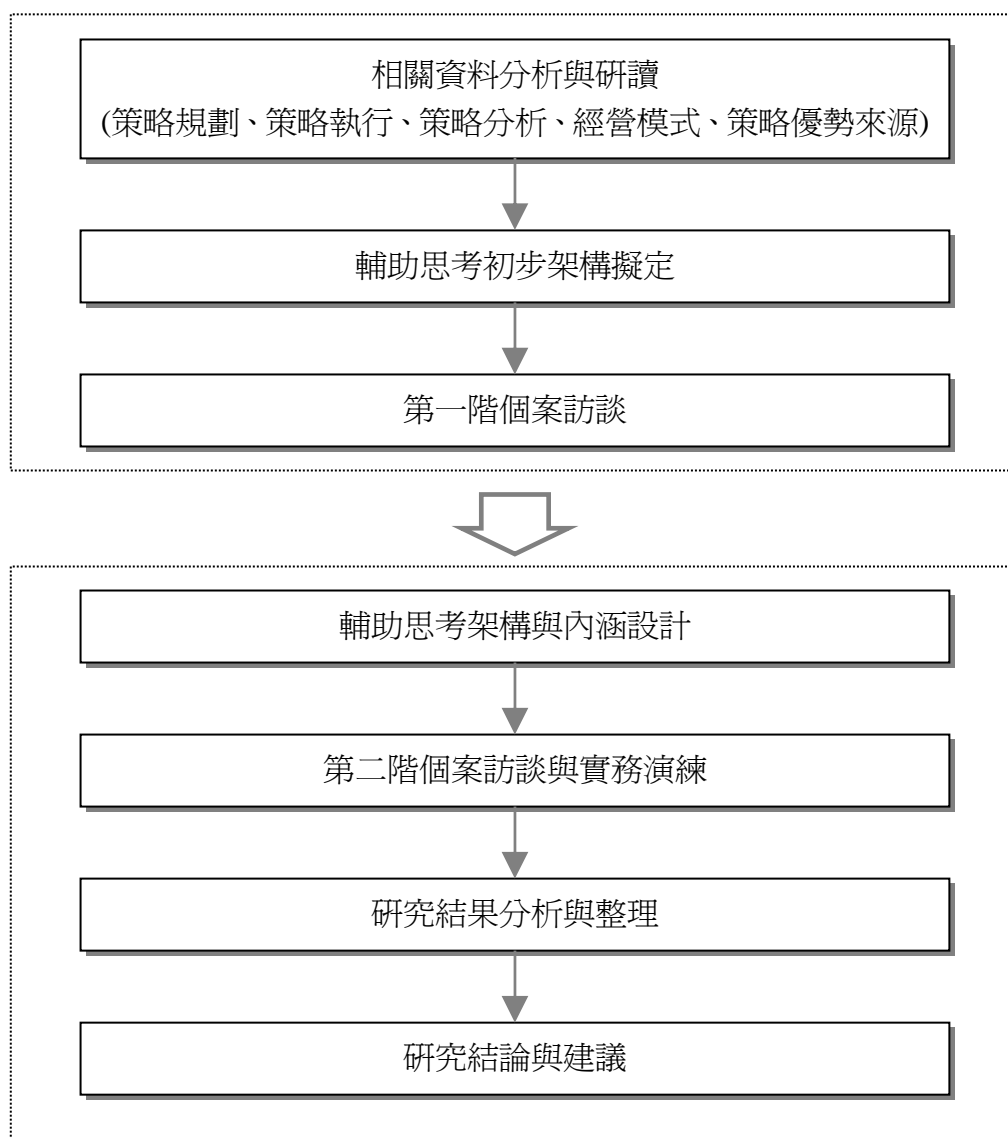 相關資料分析與研讀
(策略規劃、策略執行、策略分析、經營模式、策略優勢來源)
輔助思考初步架構擬定
第一階個案訪談
輔助思考架構與內涵設計
第二階個案訪談與實務演練
研究結果分析與整理
研究結論與建議